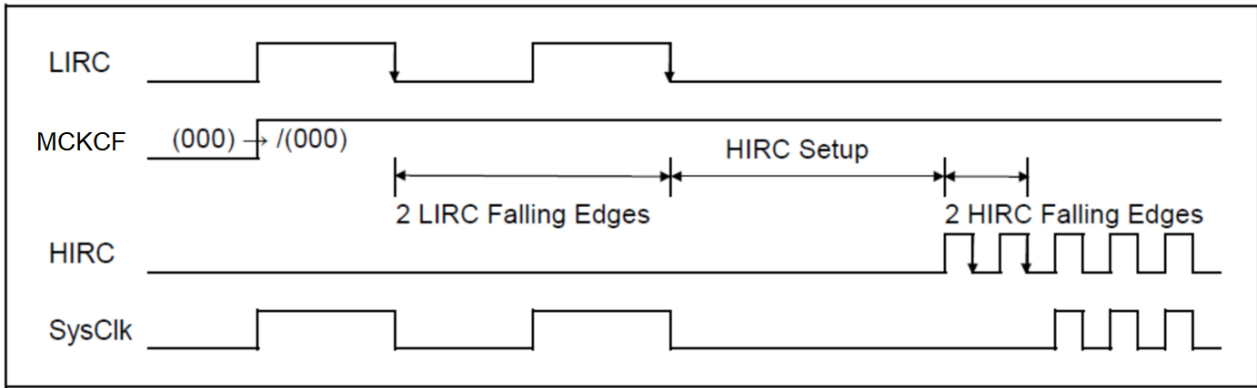 LIRC
MCKCF (000) → /(000)
HIRC Setup
2 LIRC Falling Edges 2 HIRC Falling Edges
HIRC
SysClk